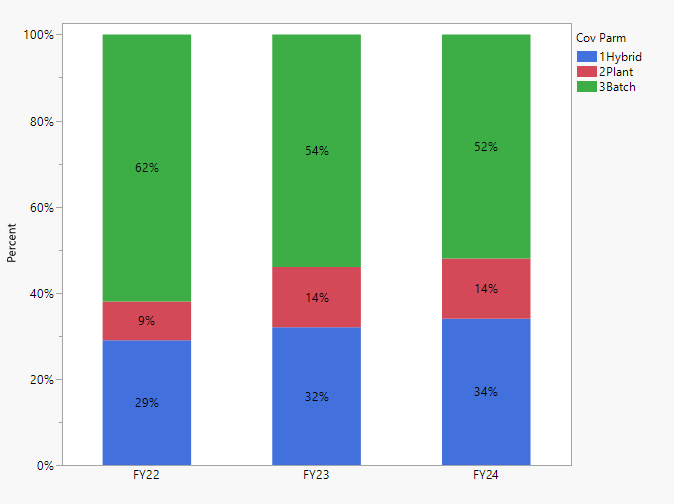 100%
80%
60%
40%
20%
0%
Percent
62%
54%
52%
9%
14%
14%
29%
32%
34%
FY22
FY23
FY24
Cov Parm
1Hybrid
2Plant
3Batch